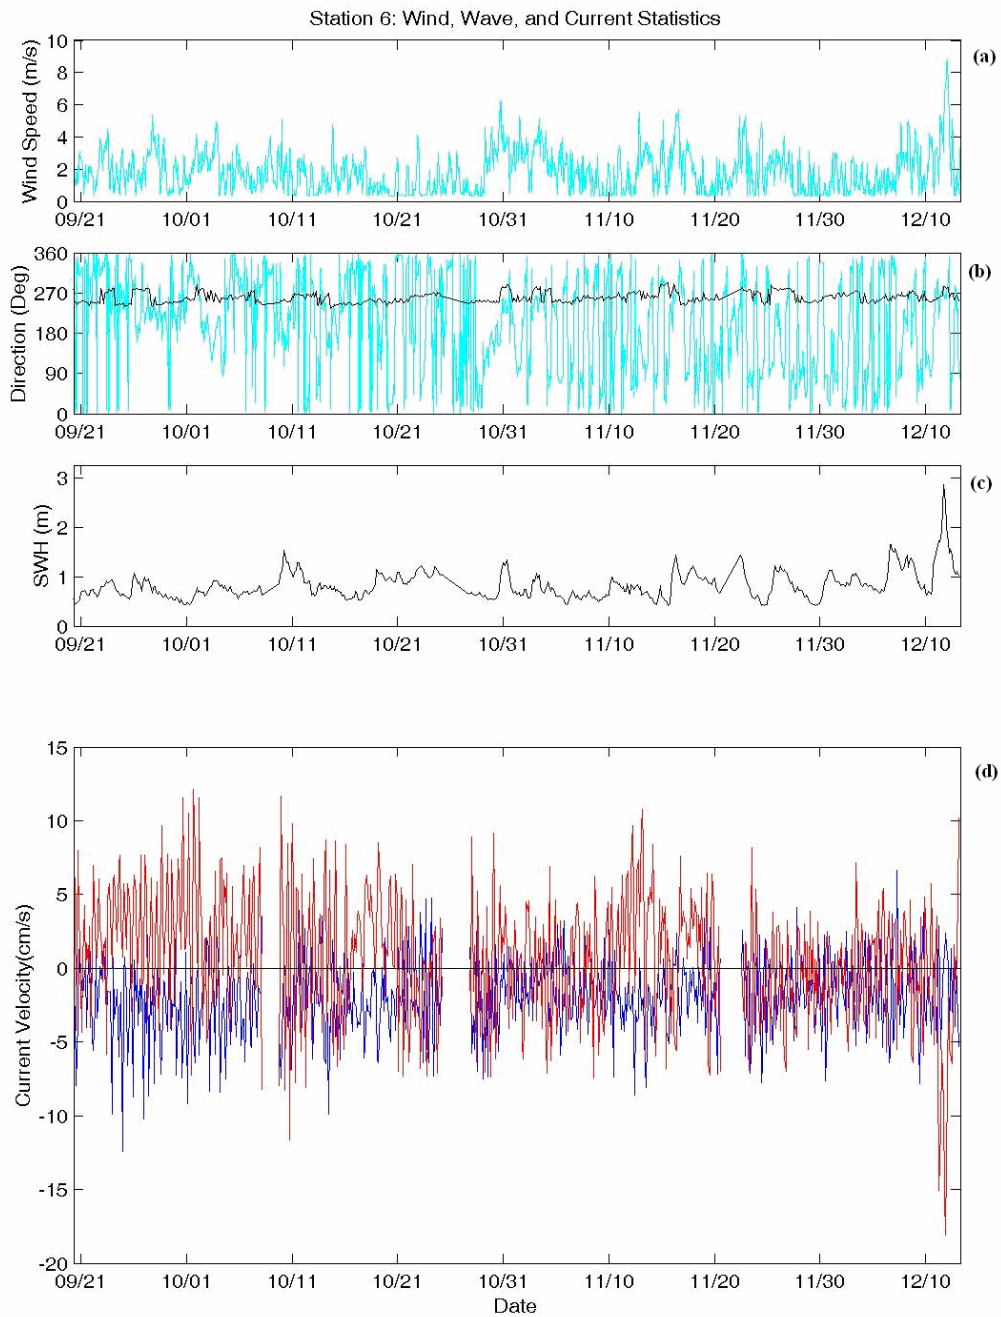 Station 6: Wind, Wave, and Current Statistics
(a)
Wind Speed (m/s)
10
8
6
4
2
0
09/21 10/01 10/11 10/21 10/31 11/10 11/20 11/30 12/10
(b)
Direction (Deg)
360
270
180
90
0
09/21 10/01 10/11 10/21 10/31 11/10 11/20 11/30 12/10
(c)
SWH (m)
3
2
1
0
09/21 10/01 10/11 10/21 10/31 11/10 11/20 11/30 12/10
(d)
Current Velocity(cm/s)
15
10
5
0
-5
-10
-15
-20
09/21 10/01 10/11 10/21 10/31 11/10 11/20 11/30 12/10
Date